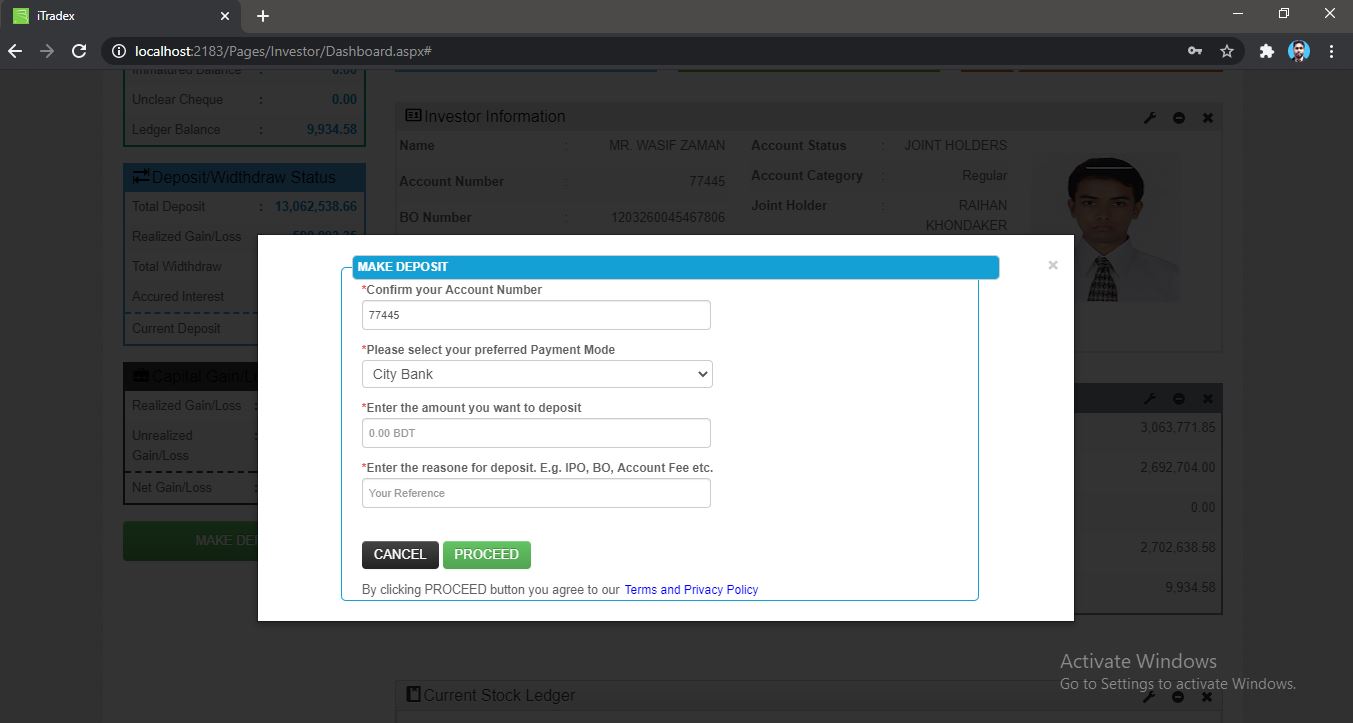 iTradex
localhost:2183/Pages/Investor/Dashboard.aspx#
Immatured Balance : 0.00
Unclear Cheque : 0.00
Ledger Balance : 9,934.58
Deposit/Widthdraw Status
Total Deposit : 13,062,538.66
Realized Gain/Loss
Total Widthdraw
Accured Interest
Current Deposit
Capital Gain/L
Realized Gain/Loss :
Unrealized :
Gain/Loss
Net Gain/Loss :
MAKE DE
Investor Information
Name : MR. WASIF ZAMAN
Account Number : 77445
BO Number : 1203260045467806
Account Status : JOINT HOLDERS
Account Category : Regular
Joint Holder : RAIHAN
KHONDAKER
MAKE DEPOSIT
*Confirm your Account Number
77445
*Please select your preferred Payment Mode
City Bank
*Enter the amount you want to deposit
0.00 BDT
*Enter the reasone for deposit. E.g. IPO, BO, Account Fee etc.
Your Reference
CANCEL PROCEED
By clicking PROCEED button you agree to our Terms and Privacy Policy
3,063,771.85
2,692,704.00
0.00
2,702,638.58
9,934.58
Current Stock Ledger
Activate Windows
Go to Settings to activate Windows.